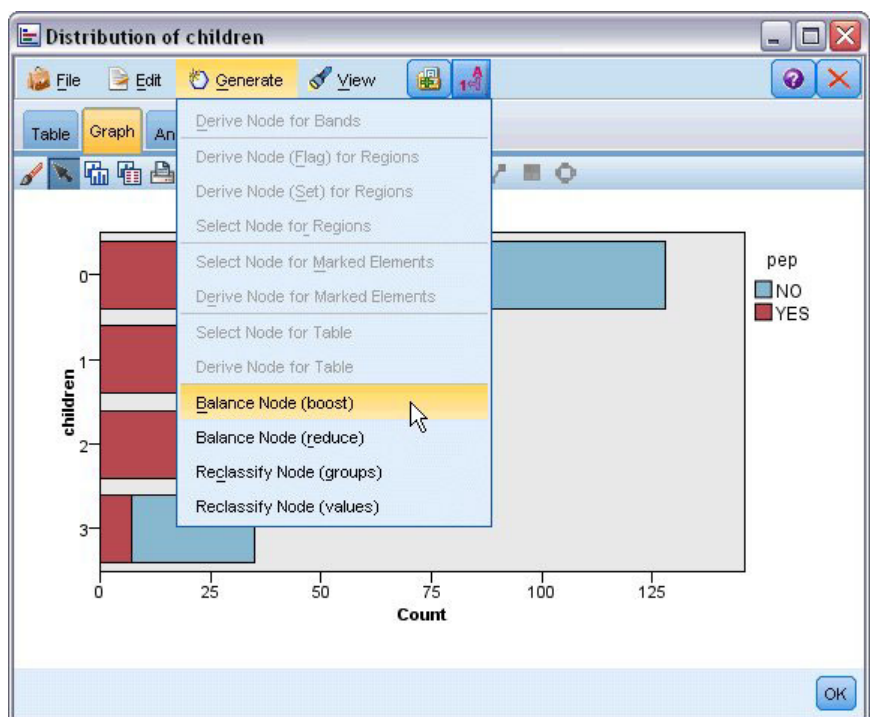 Distribution of children
File Edit Generate View
Table Graph An
Derive Node for Bands
Derive Node (Flag) for Regions
Derive Node (Set) for Regions
Select Node for Regions
Select Node for Marked Elements
Derive Node for Marked Elements
Select Node for Table
Derive Node for Table
Balance Node (boost)
Balance Node (reduce)
Reclassify Node (groups)
Reclassify Node (values)
children
0
1
2
3
0 25 50 75 100 125
Count
pep
NO
YES
OK